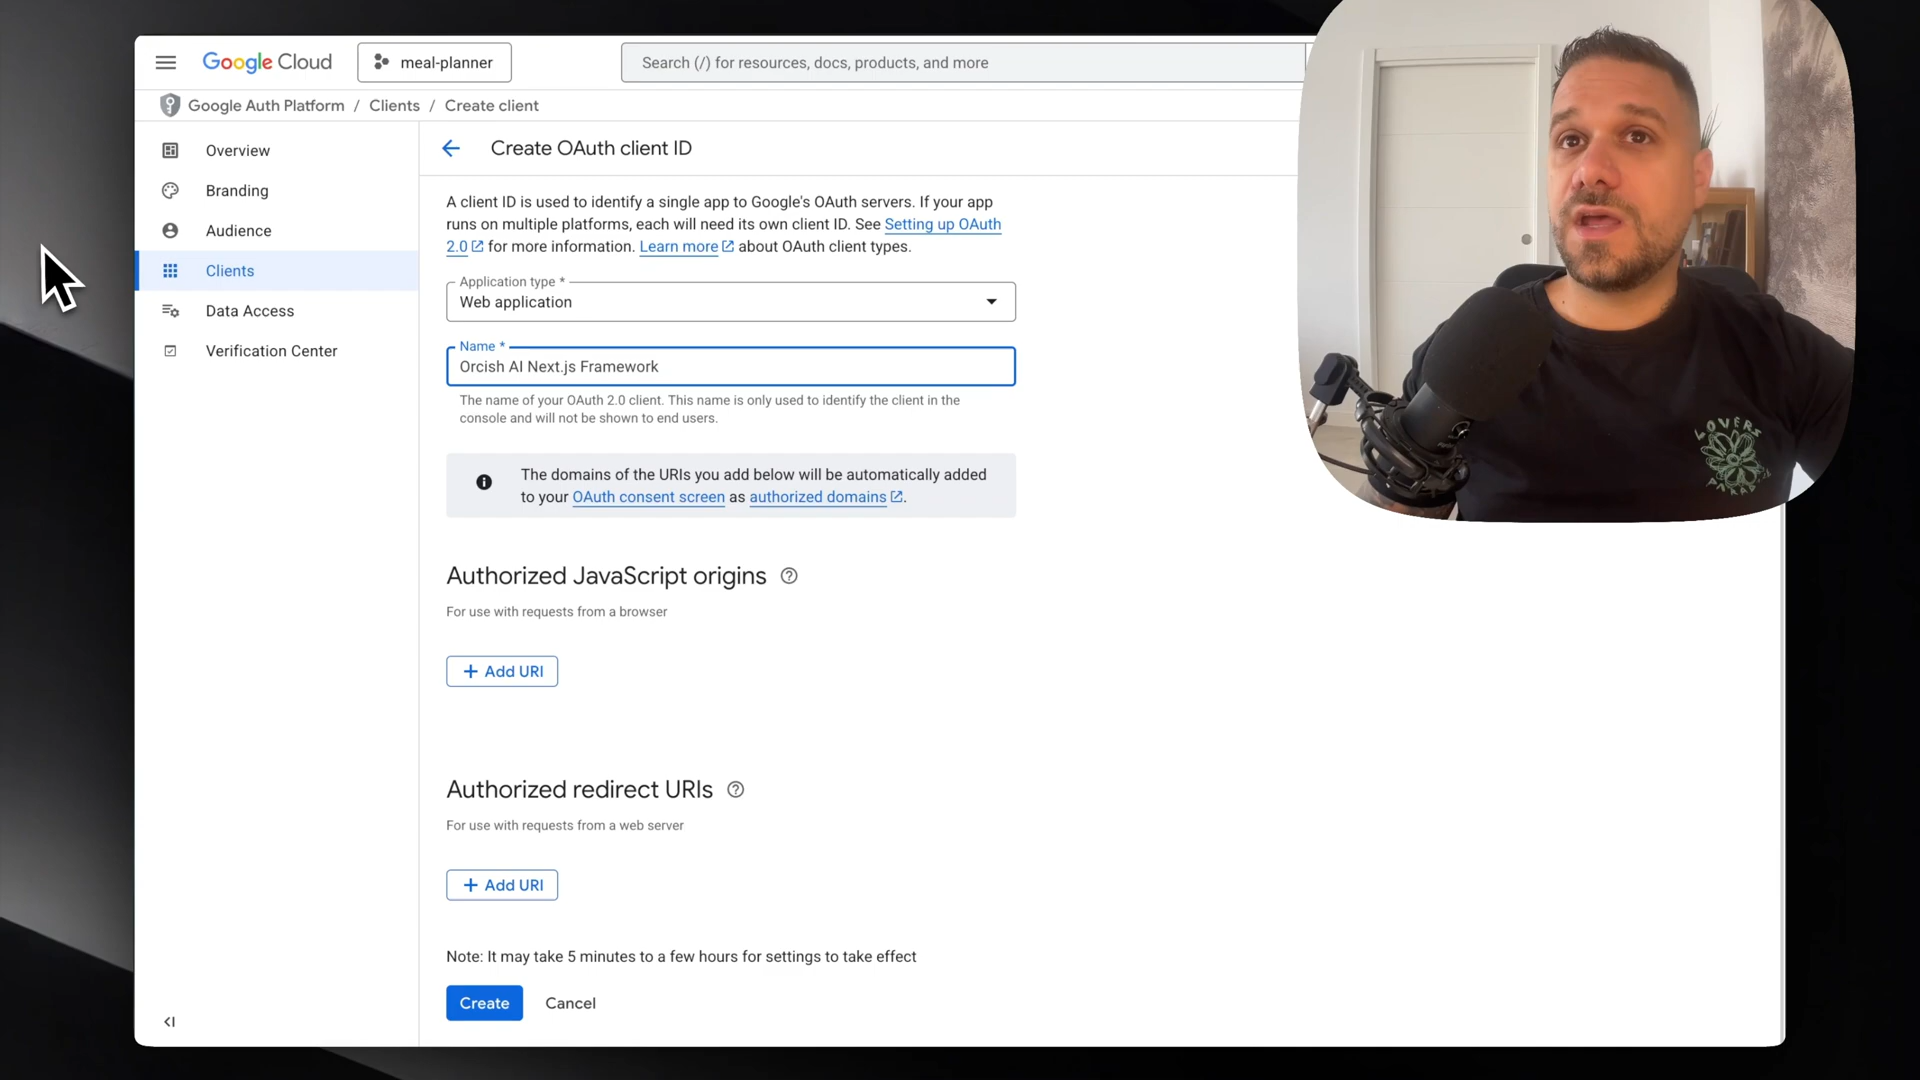 Google Cloud
meal-planner
Search (/) for resources, docs, products, and more
Google Auth Platform / Clients / Create client
Overview
Branding
Audience
Clients
Data Access
Verification Center
Create OAuth client ID
A client ID is used to identify a single app to Google's OAuth servers. If your app
runs on multiple platforms, each will need its own client ID. See Setting up OAuth
2.0 for more information. Learn more about OAuth client types.
Application type *
Web application
Name *
Orcish AI Next.js Framework
The name of your OAuth 2.0 client. This name is only used to identify the client in the
console and will not be shown to end users.
The domains of the URIs you add below will be automatically added
to your OAuth consent screen as authorized domains.
Authorized JavaScript origins
For use with requests from a browser
+ Add URI
Authorized redirect URIs
For use with requests from a web server
+ Add URI
Note: It may take 5 minutes to a few hours for settings to take effect
Create
Cancel
LOVERS